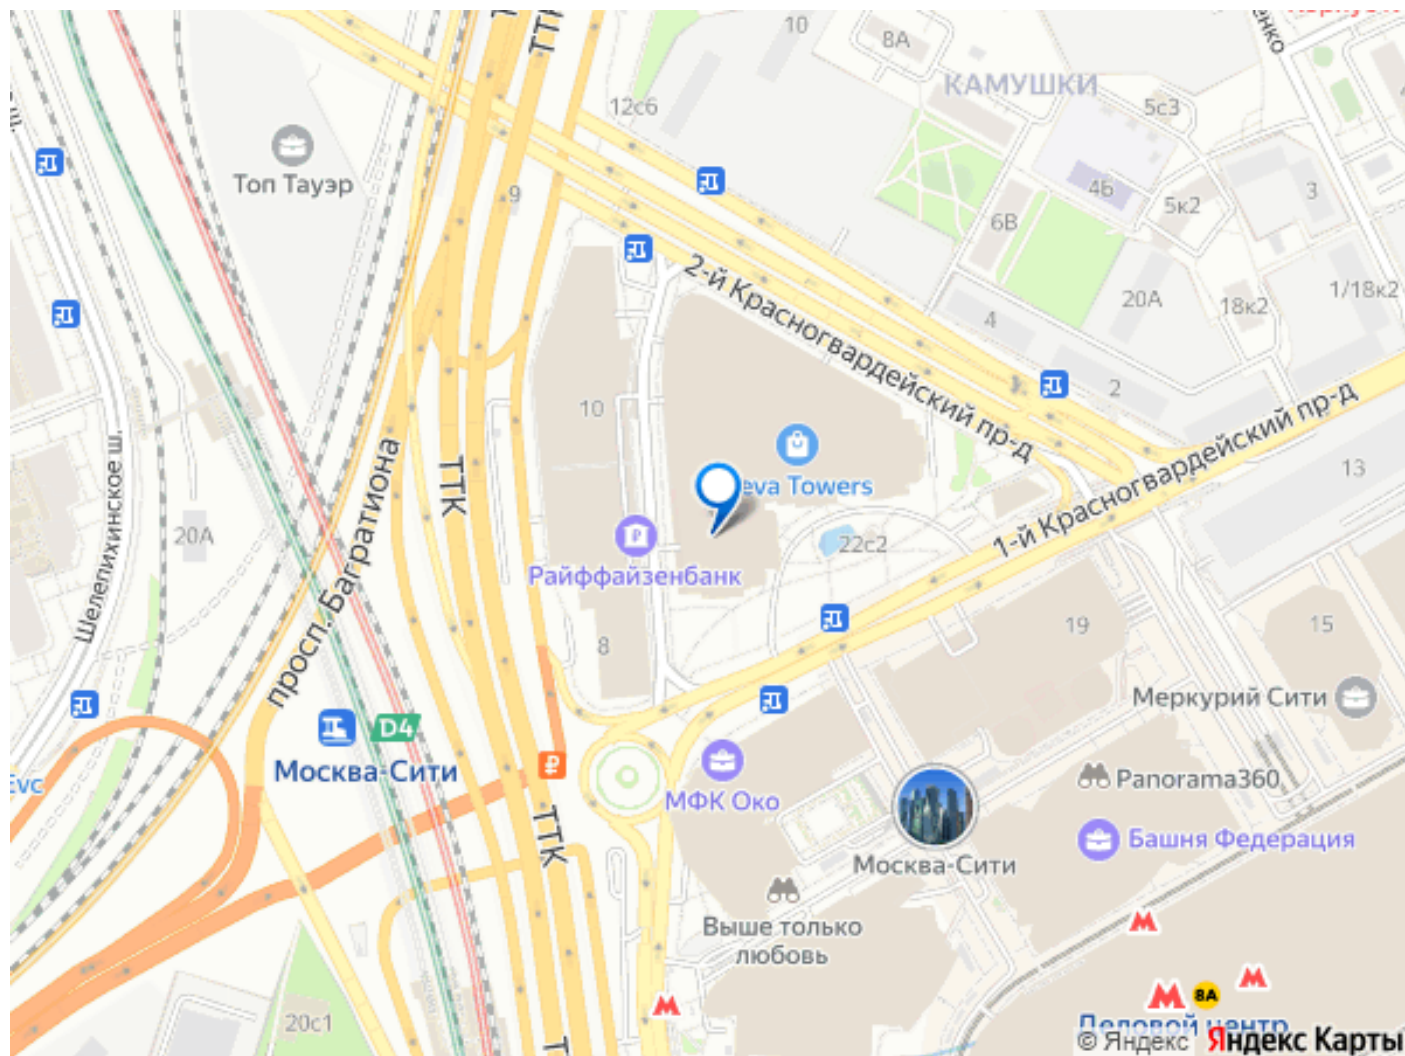 ТТК
10
8А
КАМУШКИ
12с6
5с3
Топ Тауэр
9
4Б
3
5к2
6В
2-й Красногвардейский пр-д
20А
18к2
1/18к2
4
2
10
просп. Багратиона
ТТК
1-й Красногвардейский пр-д
13
eva Towers
20А
22с2
Райффайзенбанк
Шелепихинское ш.
8
19
15
Меркурий Сити
D4
Москва-Сити
₽
МФК Око
Panorama360
ТТК
Башня Федерация
Москва-Сити
Выше только
любовь
8А
20с1
Деловой центр
© Яндекс Яндекс Карты